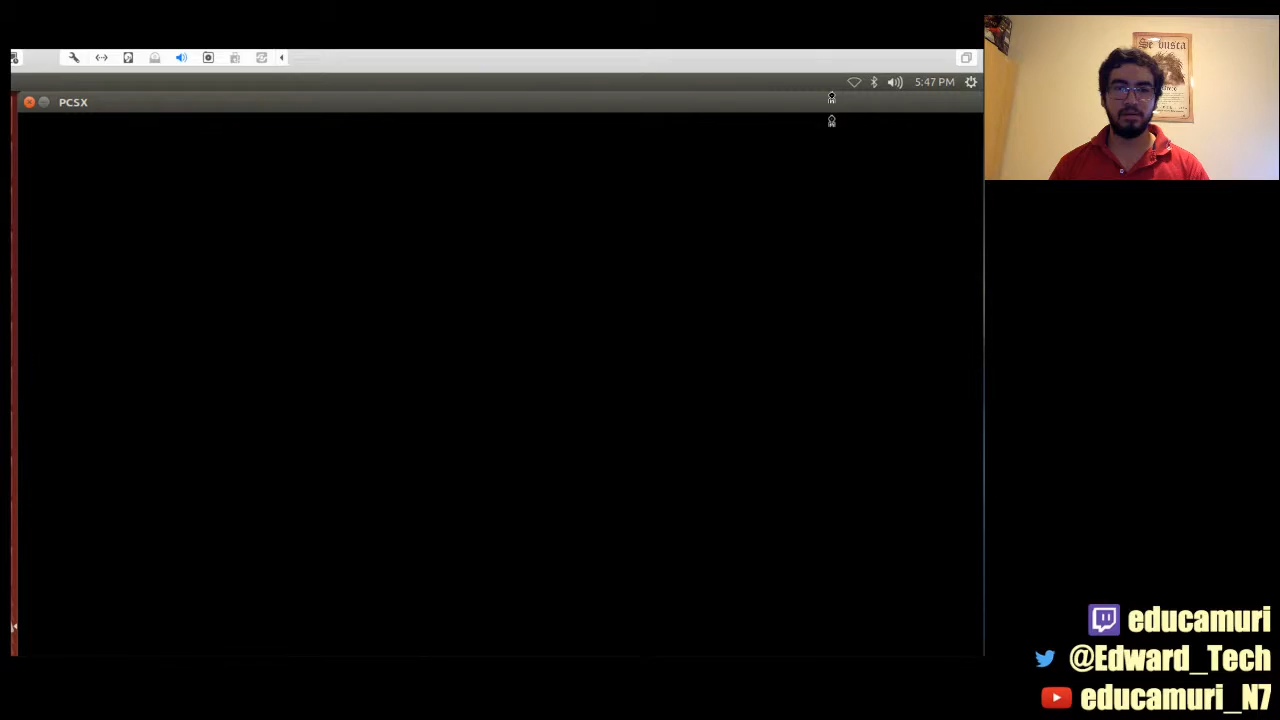 5:47 PM
PCSX
Se busca
educamuri
@Edward_Tech
educamuri_N7